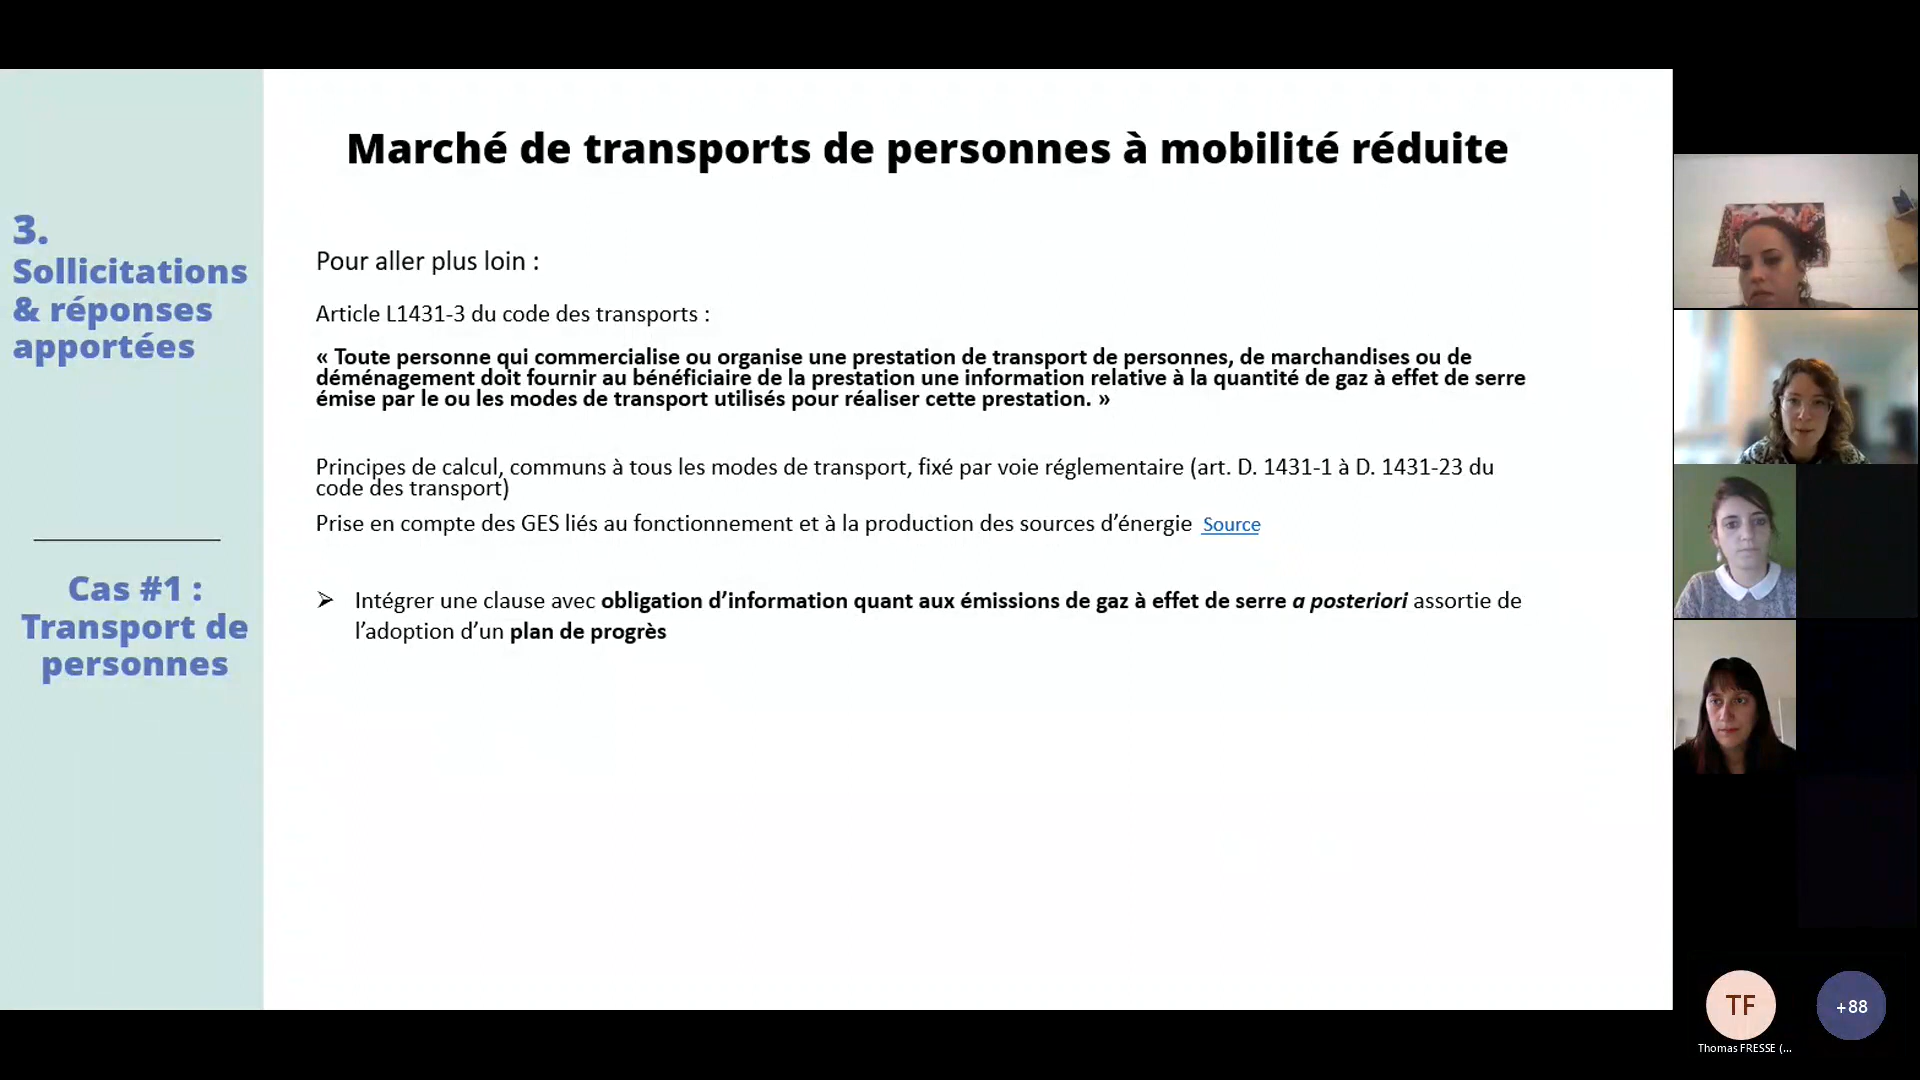 3.
Sollicitations
& réponses
apportées
Cas #1 :
Transport de
personnes
Marché de transports de personnes à mobilité réduite
Pour aller plus loin :
Article L1431-3 du code des transports :
« Toute personne qui commercialise ou organise une prestation de transport de personnes, de marchandises ou de
déménagement doit fournir au bénéficiaire de la prestation une information relative à la quantité de gaz à effet de serre
émise par le ou les modes de transport utilisés pour réaliser cette prestation. »
Principes de calcul, communs à tous les modes de transport, fixé par voie réglementaire (art. D. 1431-1 à D. 1431-23 du
code des transport)
Prise en compte des GES liés au fonctionnement et à la production des sources d’énergie Source
➢ Intégrer une clause avec obligation d’information quant aux émissions de gaz à effet de serre a posteriori assortie de
l’adoption d’un plan de progrès
TF
+88
Thomas FRESSE (...